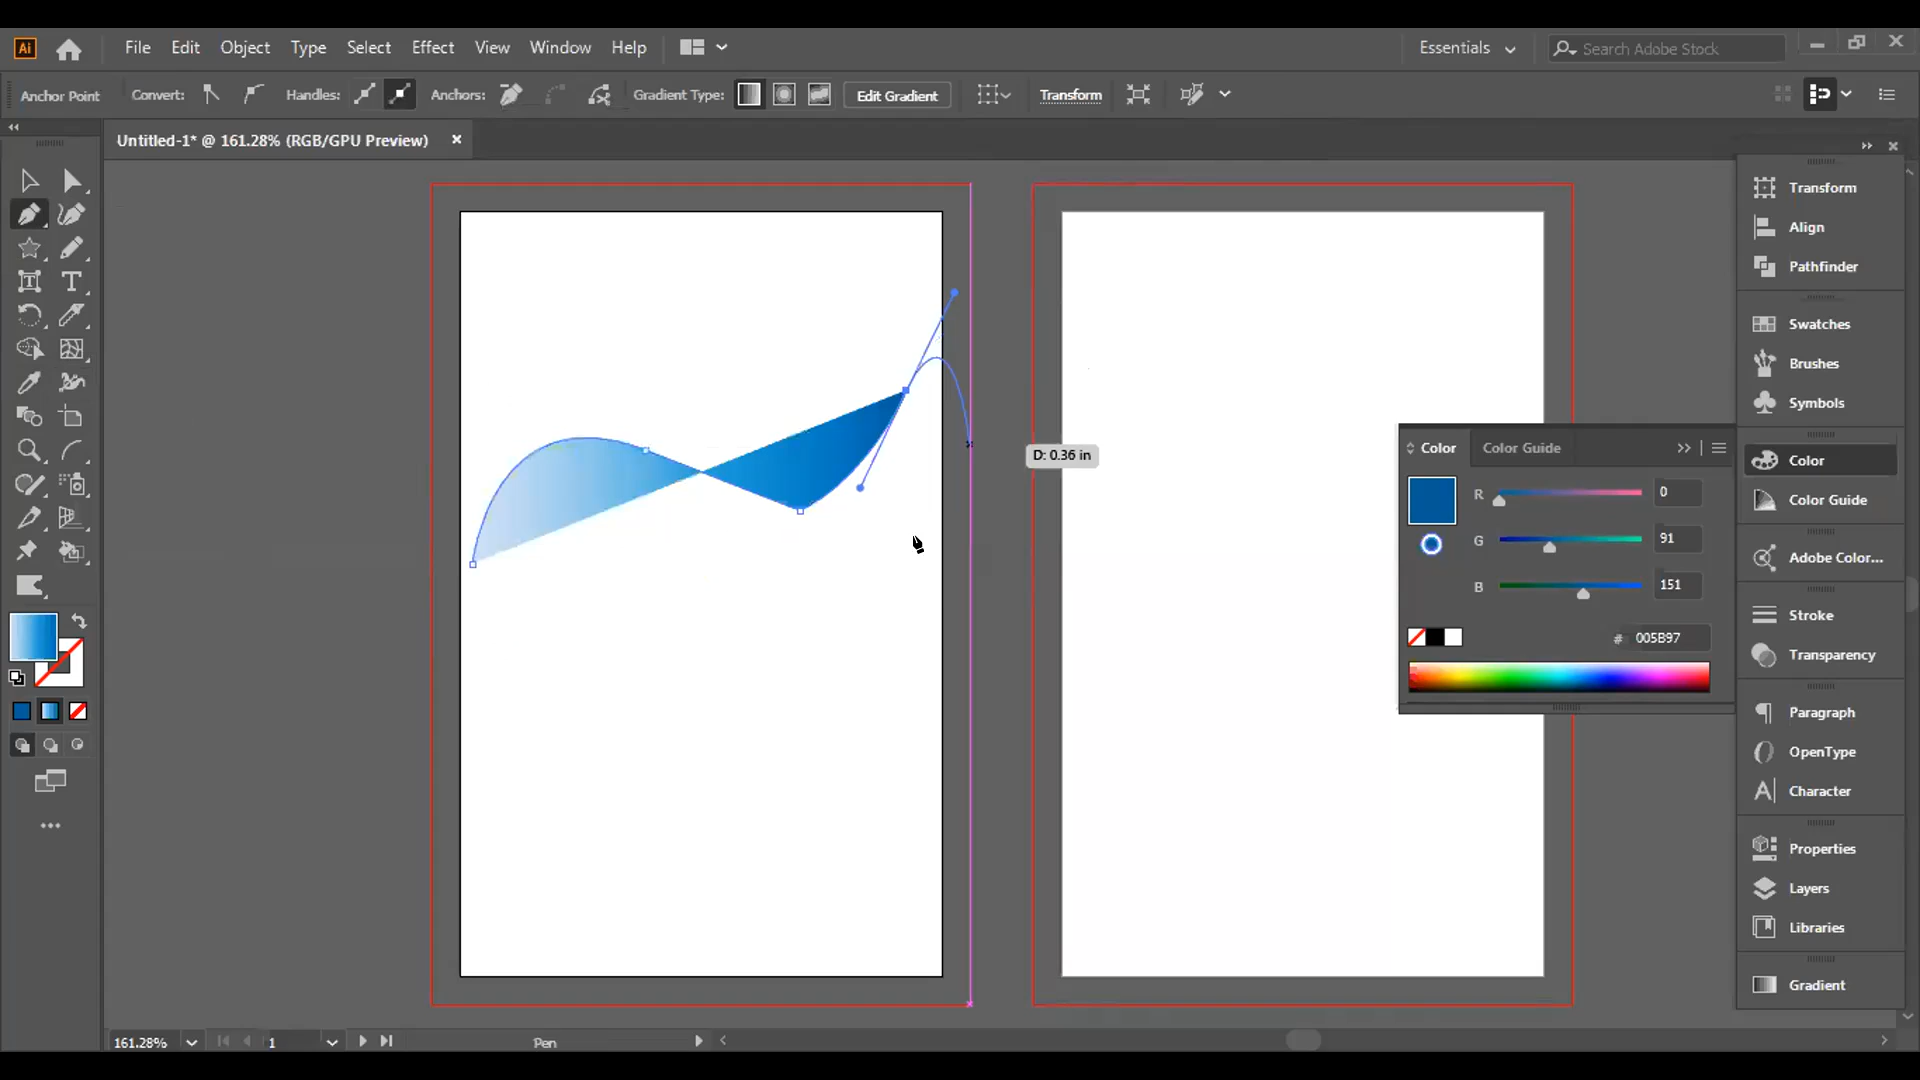 Ai File Edit Object Type Select Effect View Window Help Essentials Search Adobe Stock
Anchor Point Convert: Handles: Anchors: Gradient Type: Edit Gradient Transform
Untitled-1* @ 161.28% (RGB/GPU Preview)
Transform
Align
Pathfinder
Swatches
Brushes
Symbols
D: 0.36 in
Color Color Guide
R 0
G 91
B 151
# 005B97
Color
Color Guide
Adobe Color...
Stroke
Transparency
Paragraph
OpenType
Character
Properties
Layers
Libraries
Gradient
161.28% 1 Pen